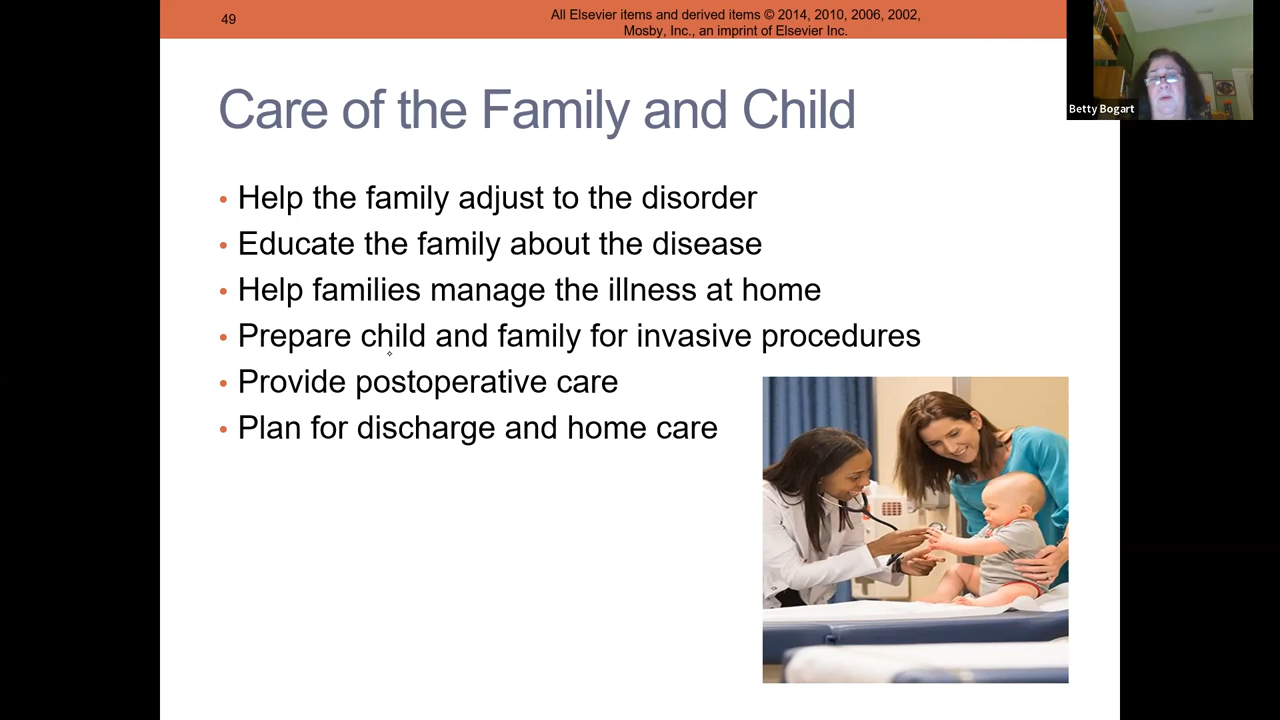 49
All Elsevier items and derived items © 2014, 2010, 2006, 2002,
Mosby, Inc., an imprint of Elsevier Inc.
Betty Bogart
Care of the Family and Child
• Help the family adjust to the disorder
• Educate the family about the disease
• Help families manage the illness at home
• Prepare child and family for invasive procedures
• Provide postoperative care
• Plan for discharge and home care